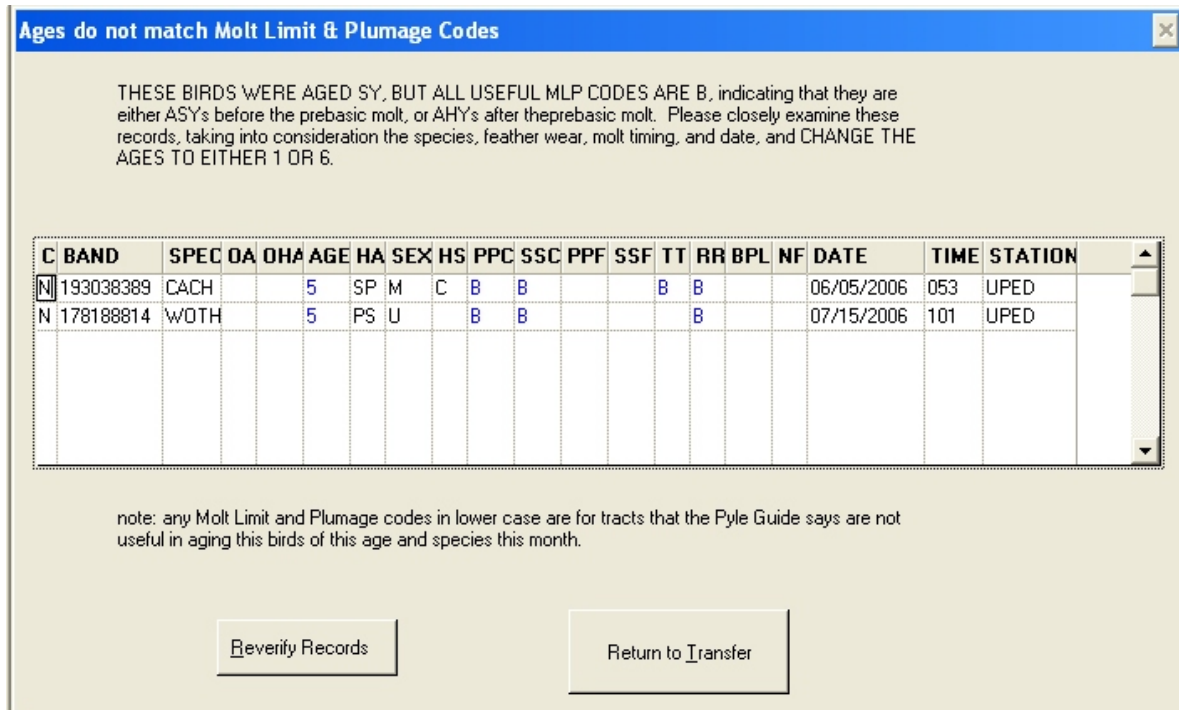 Ages do not match Molt Limit & Plumage Codes
THESE BIRDS WERE AGED SY, BUT ALL USEFUL MLP CODES ARE B, indicating that they are
either ASY's before the prebasic molt, or AHY's after theprebasic molt. Please closely examine these
records, taking into consideration the species, feather wear, molt timing, and date, and CHANGE THE
AGES TO EITHER 1 OR 6.
C BAND SPEC OA OHA AGE HA SEX HS PPC SSC PPF SSF TT RR BPL NF DATE TIME STATION
N 193038389 CACH 5 SP M C B B B B 06/05/2006 053 UPED
N 178188814 WOTH 5 PS U B B B 07/15/2006 101 UPED
note: any Molt Limit and Plumage codes in lower case are for tracts that the Pyle Guide says are not
useful in aging this birds of this age and species this month.
Reverify Records
Return to Transfer